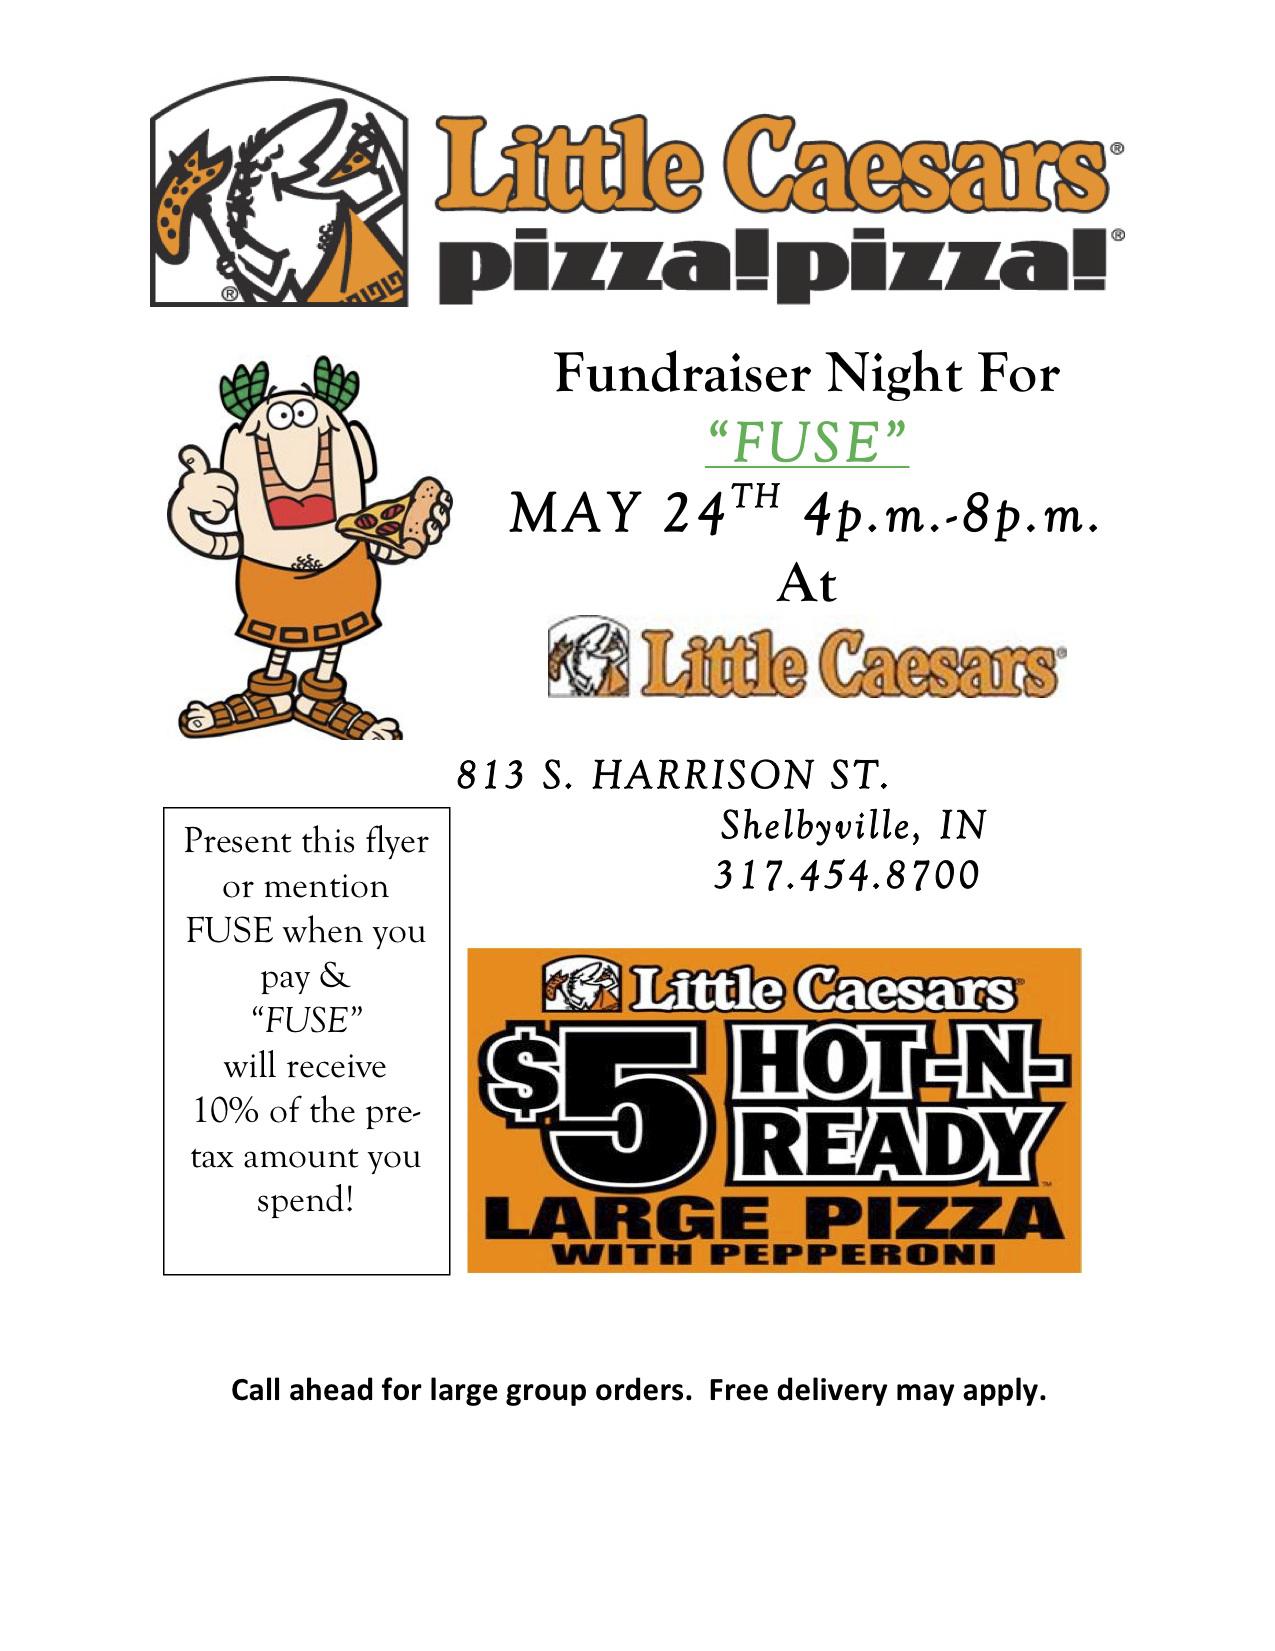 Little Caesars®
pizza!pizza!®
®
Fundraiser Night For
“FUSE”
MAY 24TH 4p.m.-8p.m.
At
Little Caesars®
813 S. HARRISON ST.
Shelbyville, IN
317.454.8700
Present this flyer
or mention
FUSE when you
pay &
“FUSE”
will receive
10% of the pre-
tax amount you
spend!
Little Caesars®
$5 HOT-N-
READY™
LARGE PIZZA
WITH PEPPERONI
Call ahead for large group orders.  Free delivery may apply.